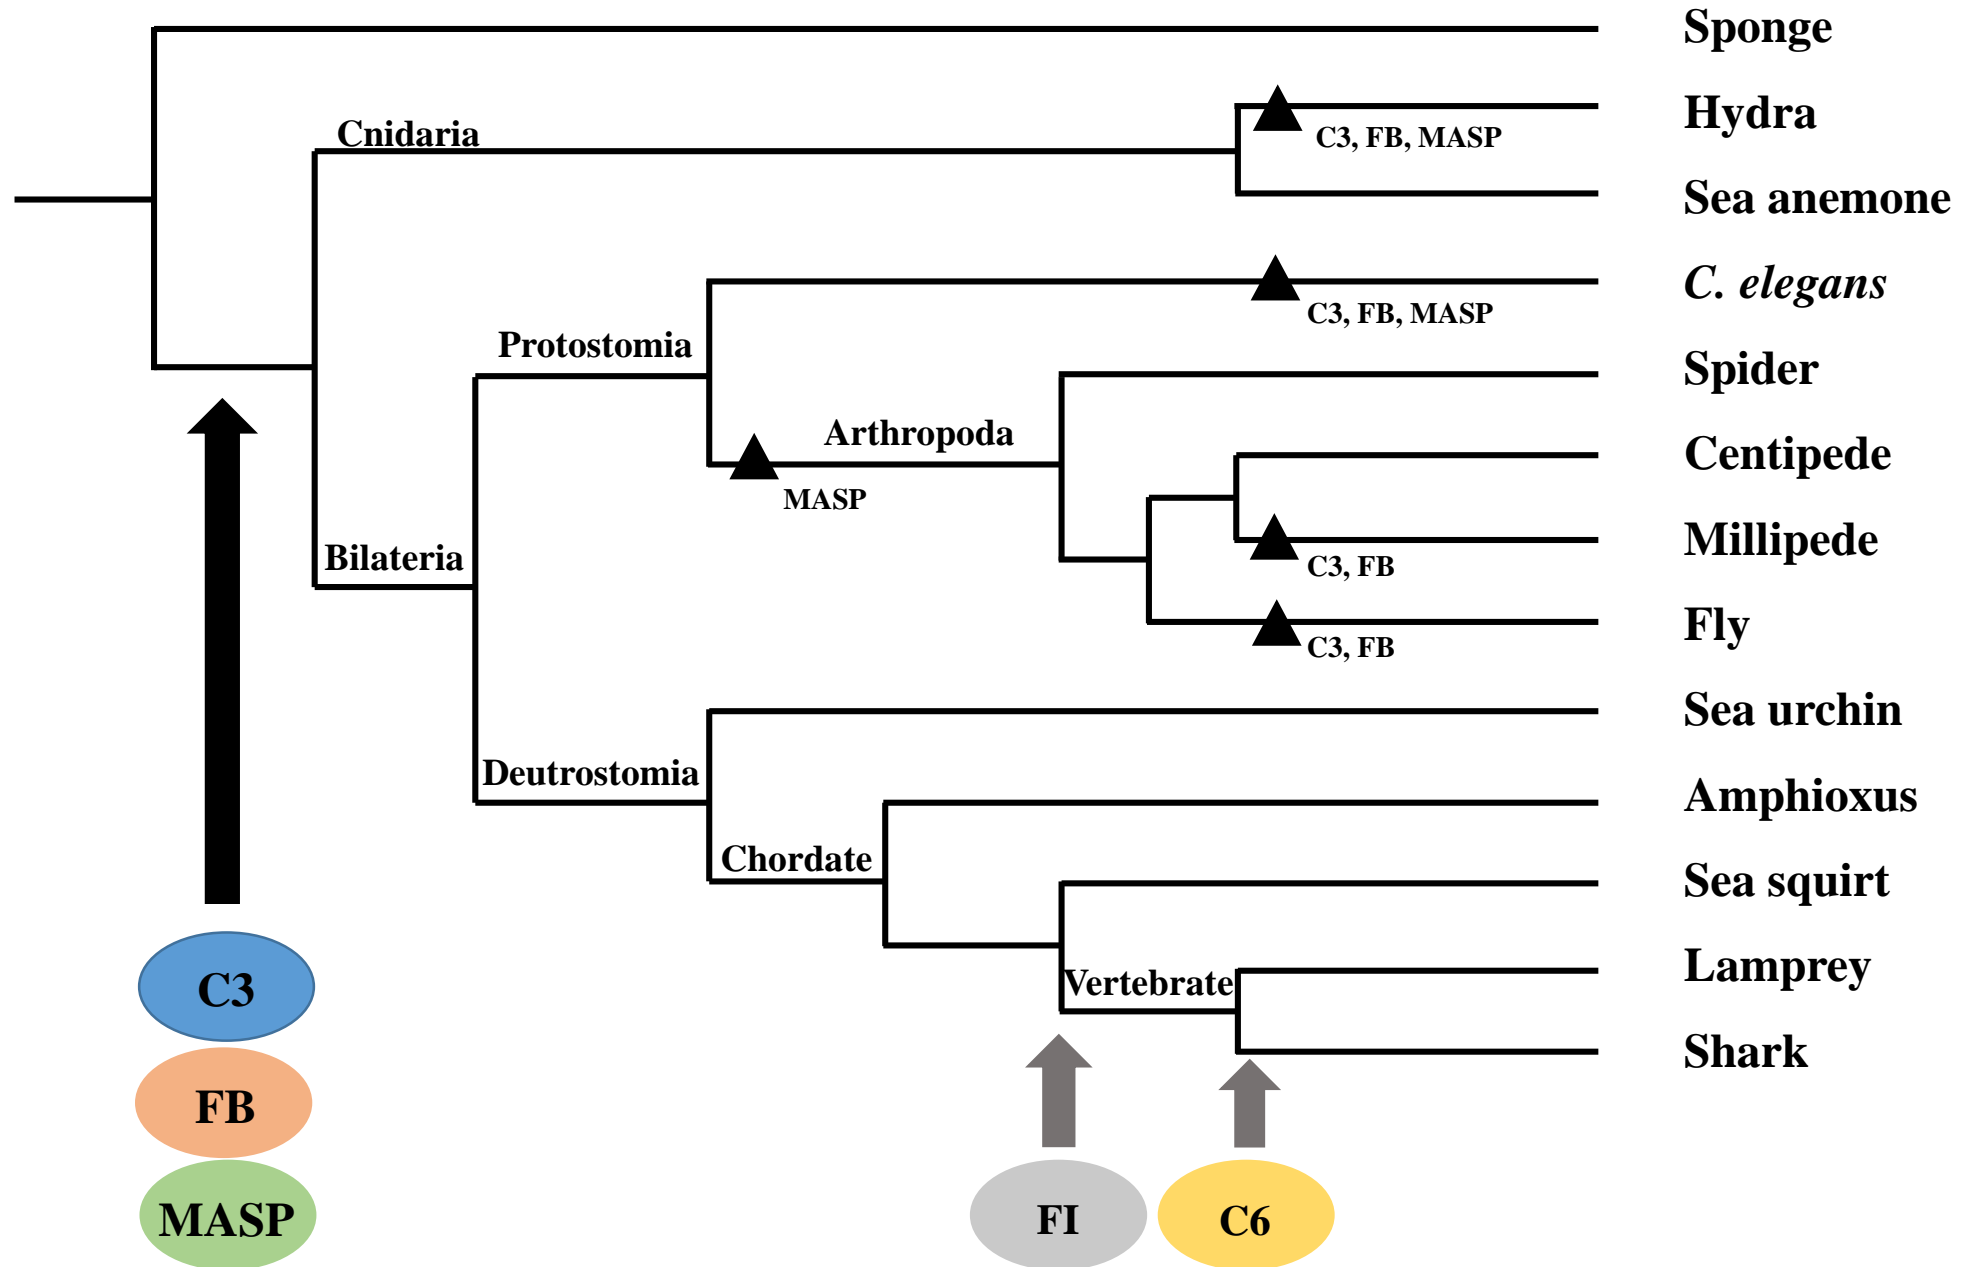 Sponge
Cnidaria
Hydra
C3, FB, MASP
Sea anemone
C. elegans
C3, FB, MASP
Protostomia
Spider
Arthropoda
MASP
Centipede
Bilateria
Millipede
C3, FB
Fly
C3, FB
Sea urchin
Deutrostomia
Amphioxus
Chordate
Sea squirt
Vertebrate
Lamprey
Shark
C3
FB
MASP
FI
C6